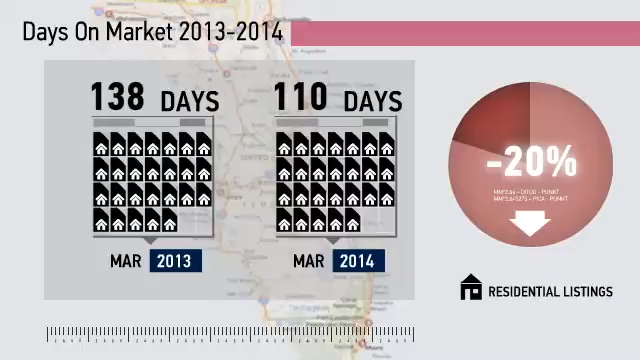 Days On Market 2013-2014
138 DAYS
110 DAYS
MAR 2013
MAR 2014
-20%
RESIDENTIAL LISTINGS